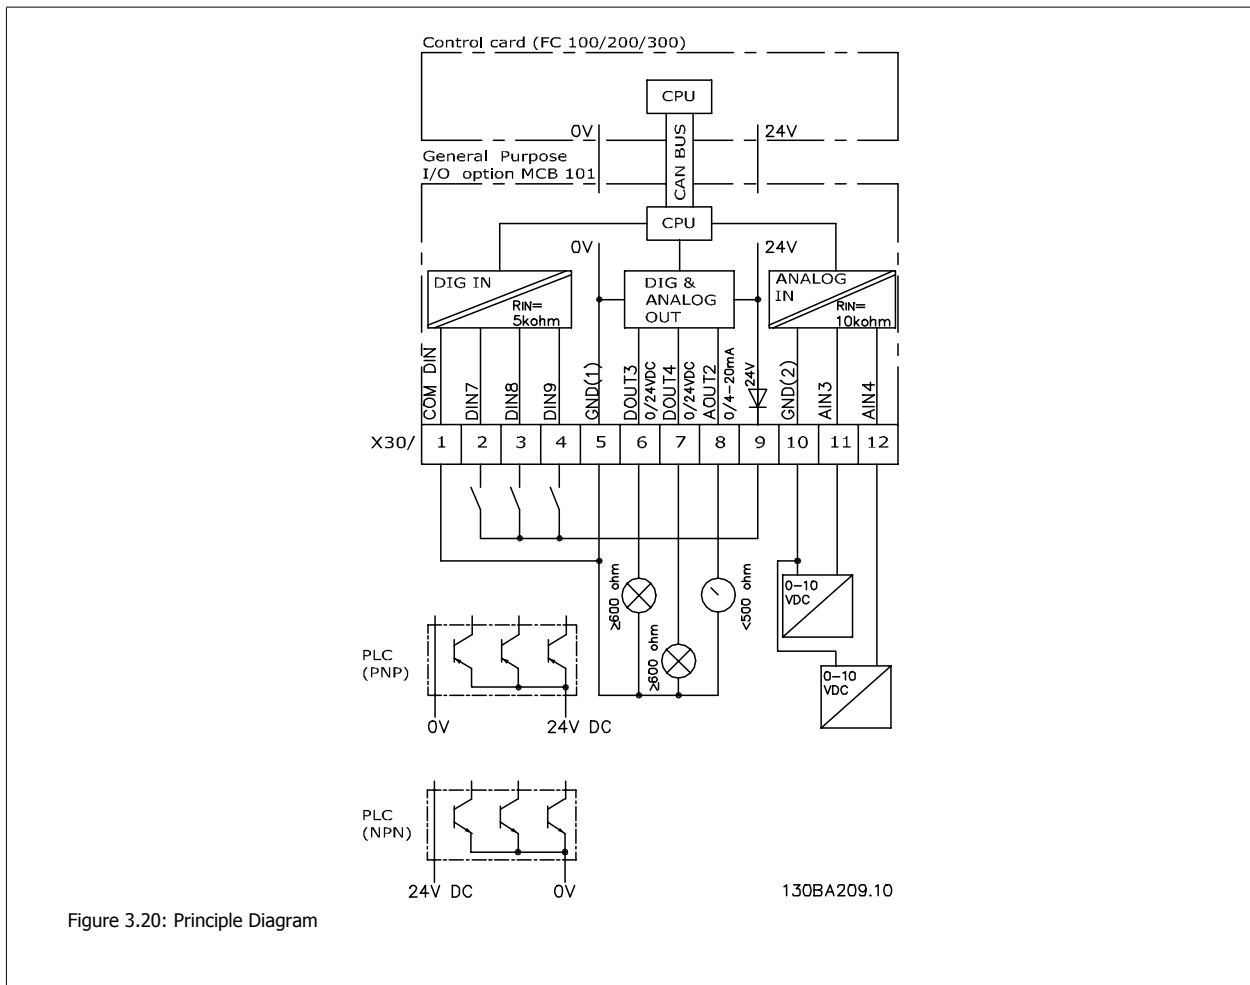 Control card (FC 100/200/300)
CPU
0V
24V
CAN BUS
General Purpose
I/O option MCB 101
CPU
0V
24V
DIG IN
RIN=
5kohm
DIG &
ANALOG
OUT
ANALOG
IN
RIN=
10kohm
COM DIN
DIN7
DIN8
DIN9
GND(1)
DOUT3
0/24VDC
DOUT4
0/24VDC
AOUT2
0/4-20mA
24V
GND(2)
AIN3
AIN4
X30/
1
2
3
4
5
6
7
8
9
10
11
12
≥600 ohm
≥600 ohm
<500 ohm
0-10
VDC
0-10
VDC
PLC
(PNP)
0V
24V DC
PLC
(NPN)
24V DC
0V
130BA209.10
Figure 3.20: Principle Diagram